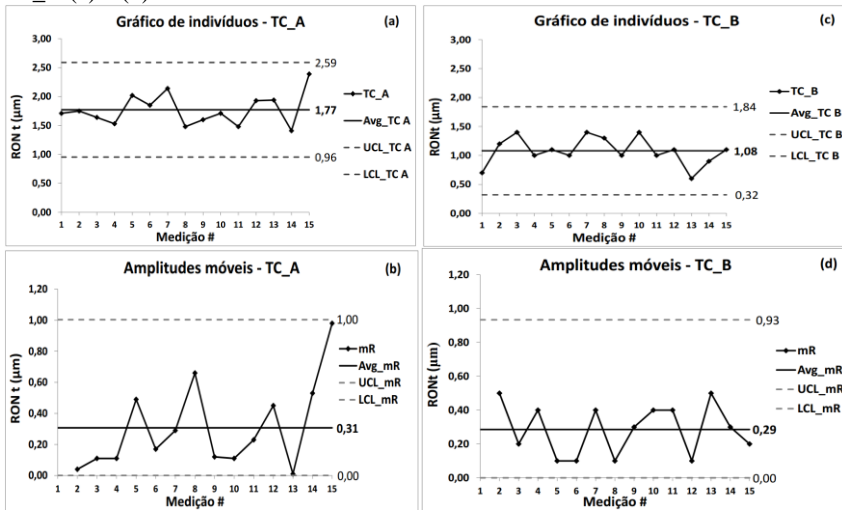 Gráfico de indivíduos - TC_A
(a)
3,00
2,50
2,00
1,50
1,00
0,50
0,00
RON t (µm)
2,59
1,77
0,96
TC_A
Avg_TC A
UCL_TC A
LCL_TC A
1 2 3 4 5 6 7 8 9 10 11 12 13 14 15
Medição #
Gráfico de indivíduos - TC_B
(c)
3,00
2,50
2,00
1,50
1,00
0,50
0,00
RONt (µm)
1,84
1,08
0,32
TC_B
Avg_TC B
UCL_TC B
LCL_TC B
1 2 3 4 5 6 7 8 9 10 11 12 13 14 15
Medição #
Amplitudes móveis - TC_A
(b)
1,20
1,00
0,80
0,60
0,40
0,20
0,00
RON t (µm)
1,00
0,31
0,00
mR
Avg_mR
UCL_mR
LCL_mR
1 2 3 4 5 6 7 8 9 10 11 12 13 14 15
Medição #
Amplitudes móveis - TC_B
(d)
1,20
1,00
0,80
0,60
0,40
0,20
0,00
RONt (µm)
0,93
0,29
0,00
mR
Avg_mR
UCL_mR
LCL_mR
1 2 3 4 5 6 7 8 9 10 11 12 13 14 15
Medição #